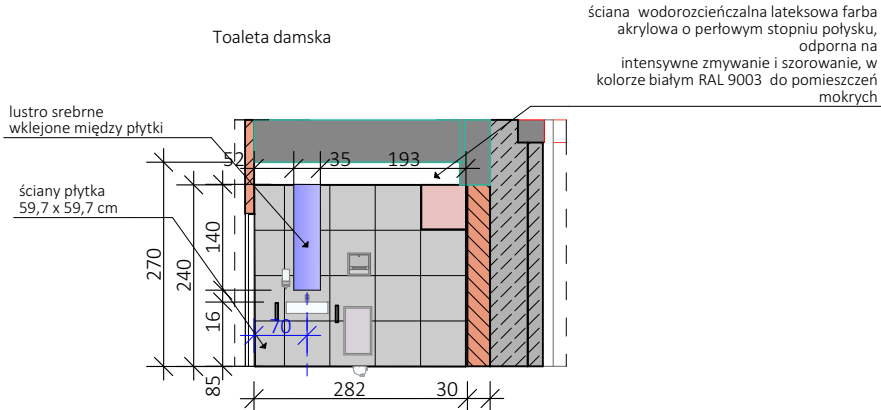 ściana wodorozcieńczalna lateksowa farba
akrylowa o perłowym stopniu połysku,
odporna na
intensywne zmywanie i szorowanie, w
kolorze białym RAL 9003 do pomieszczeń
mokrych
Toaleta damska
lustro srebrne
wklejone między płytki
ściany płytka
59,7 x 59,7 cm
52
35
193
270
240
140
16
85
70
282
30